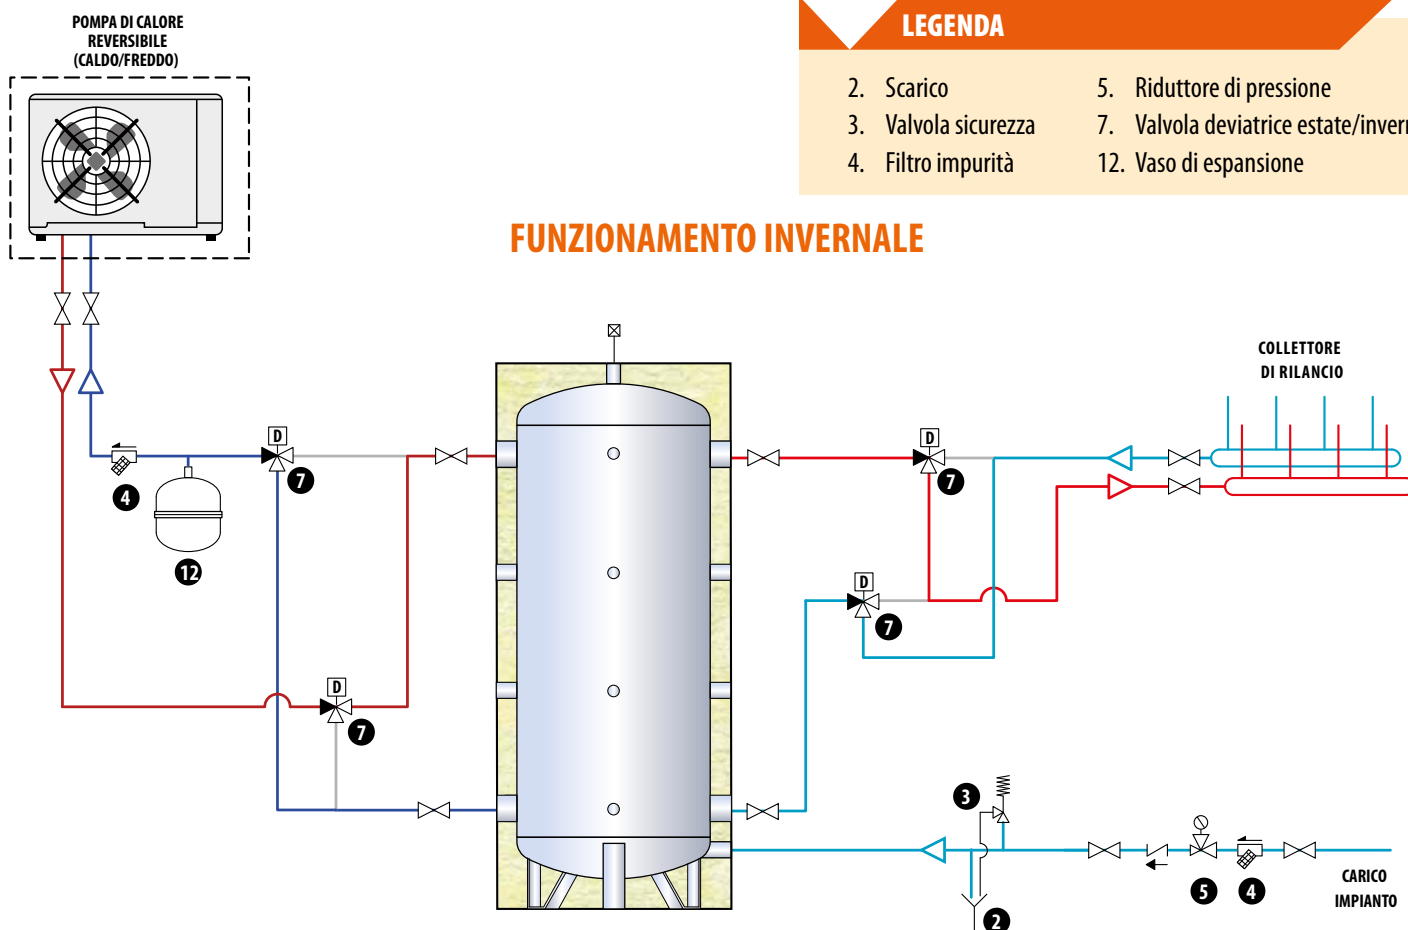 POMPA DI CALORE
REVERSIBILE
(CALDO/FREDDO)
LEGENDA
2. Scarico
3. Valvola sicurezza
4. Filtro impurità
5. Riduttore di pressione
7. Valvola deviatrice estate/inver
12. Vaso di espansione
FUNZIONAMENTO INVERNALE
COLLETTORE
DI RILANCIO
D
7
4
12
D
7
D
7
D
7
3
5
4
2
CARICO
IMPIANTO